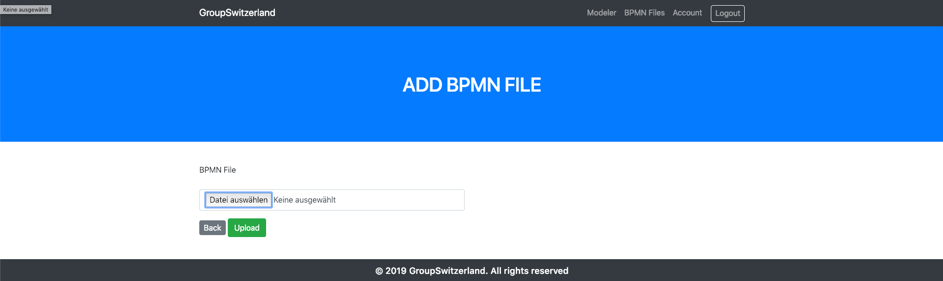 Keine ausgewählt
GroupSwitzerland Modeler BPMN Files Account Logout
ADD BPMN FILE
BPMN File
Datei auswählen Keine ausgewählt
Back Upload
© 2019 GroupSwitzerland. All rights reserved